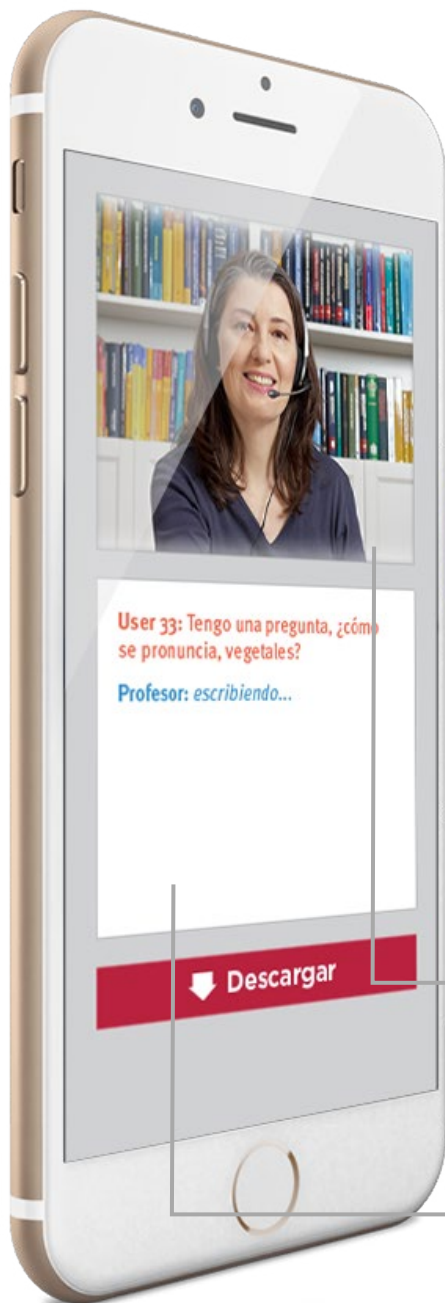 User 33: Tengo una pregunta, ¿cómo
se pronuncia, vegetales?
Profesor: escribiendo...
Descargar